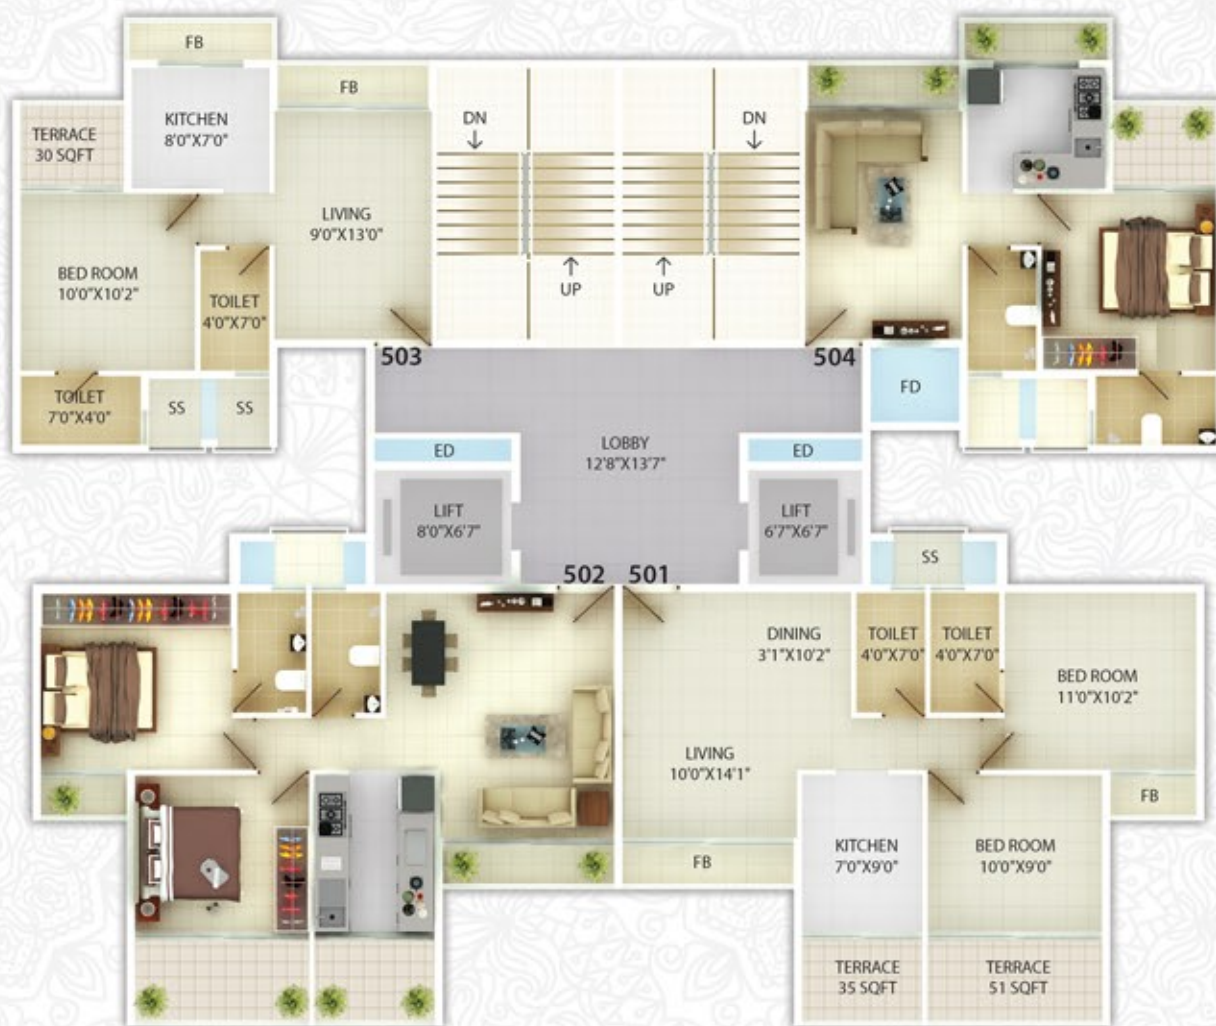 FB
FB
KITCHEN
8'0"X7'0"
TERRACE
30 SQFT
LIVING
9'0"X13'0"
BED ROOM
10'0"X10'2"
TOILET
4'0"X7'0"
TOILET
7'0"X4'0"
SS
SS
DN
DN
UP
UP
503
504
FD
LOBBY
12'8"X13'7"
ED
ED
LIFT
8'0"X6'7"
LIFT
6'7"X6'7"
502
501
SS
DINING
3'1"X10'2"
TOILET
4'0"X7'0"
TOILET
4'0"X7'0"
BED ROOM
11'0"X10'2"
LIVING
10'0"X14'1"
FB
FB
KITCHEN
7'0"X9'0"
BED ROOM
10'0"X9'0"
TERRACE
35 SQFT
TERRACE
51 SQFT